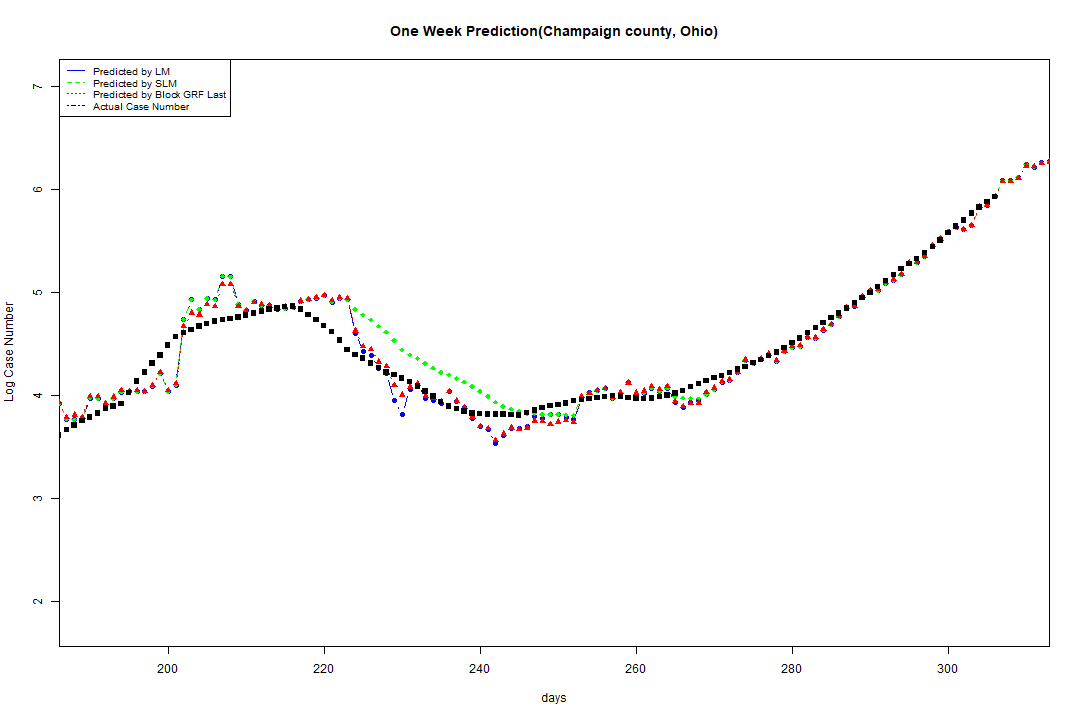 One Week Prediction(Champaign county, Ohio)
Predicted by LM
Predicted by SLM
Predicted by Block GRF Last
Actual Case Number
7
6
5
4
3
2
Log Case Number
200 220 240 260 280 300
days